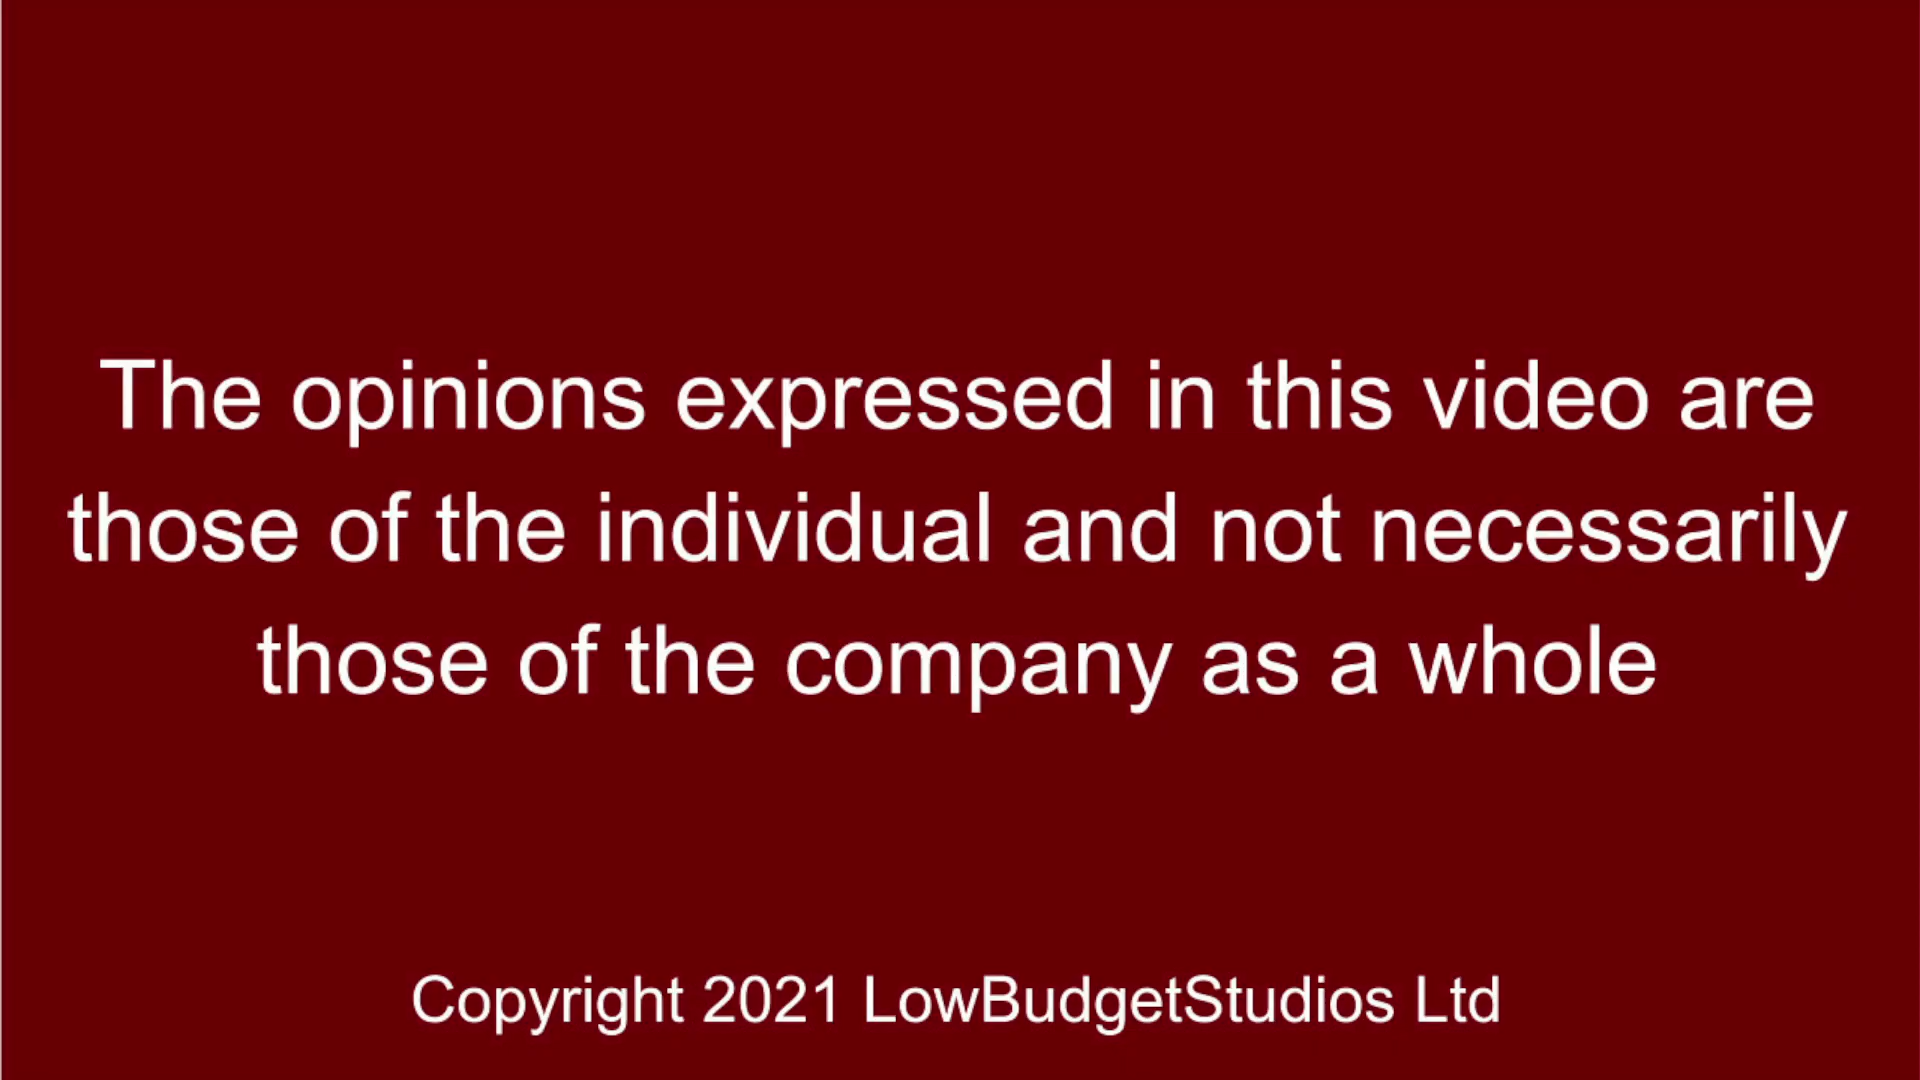 The opinions expressed in this video are
those of the individual and not necessarily
those of the company as a whole
Copyright 2021 LowBudgetStudios Ltd